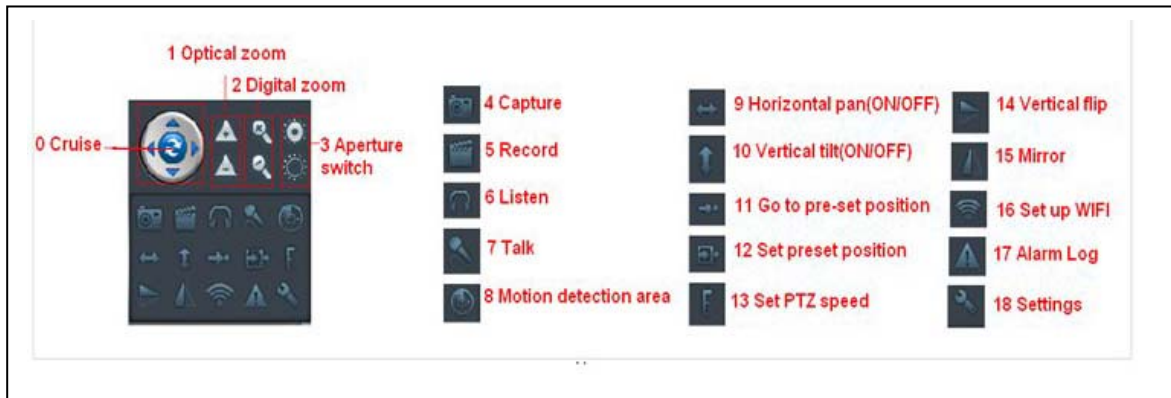 1 Optical zoom
2 Digital zoom
0 Cruise
3 Aperture
switch
4 Capture
5 Record
6 Listen
7 Talk
8 Motion detection area
9 Horizontal pan(ON/OFF)
10 Vertical tilt(ON/OFF)
11 Go to pre-set position
12 Set preset position
13 Set PTZ speed
14 Vertical flip
15 Mirror
16 Set up WIFI
17 Alarm Log
18 Settings